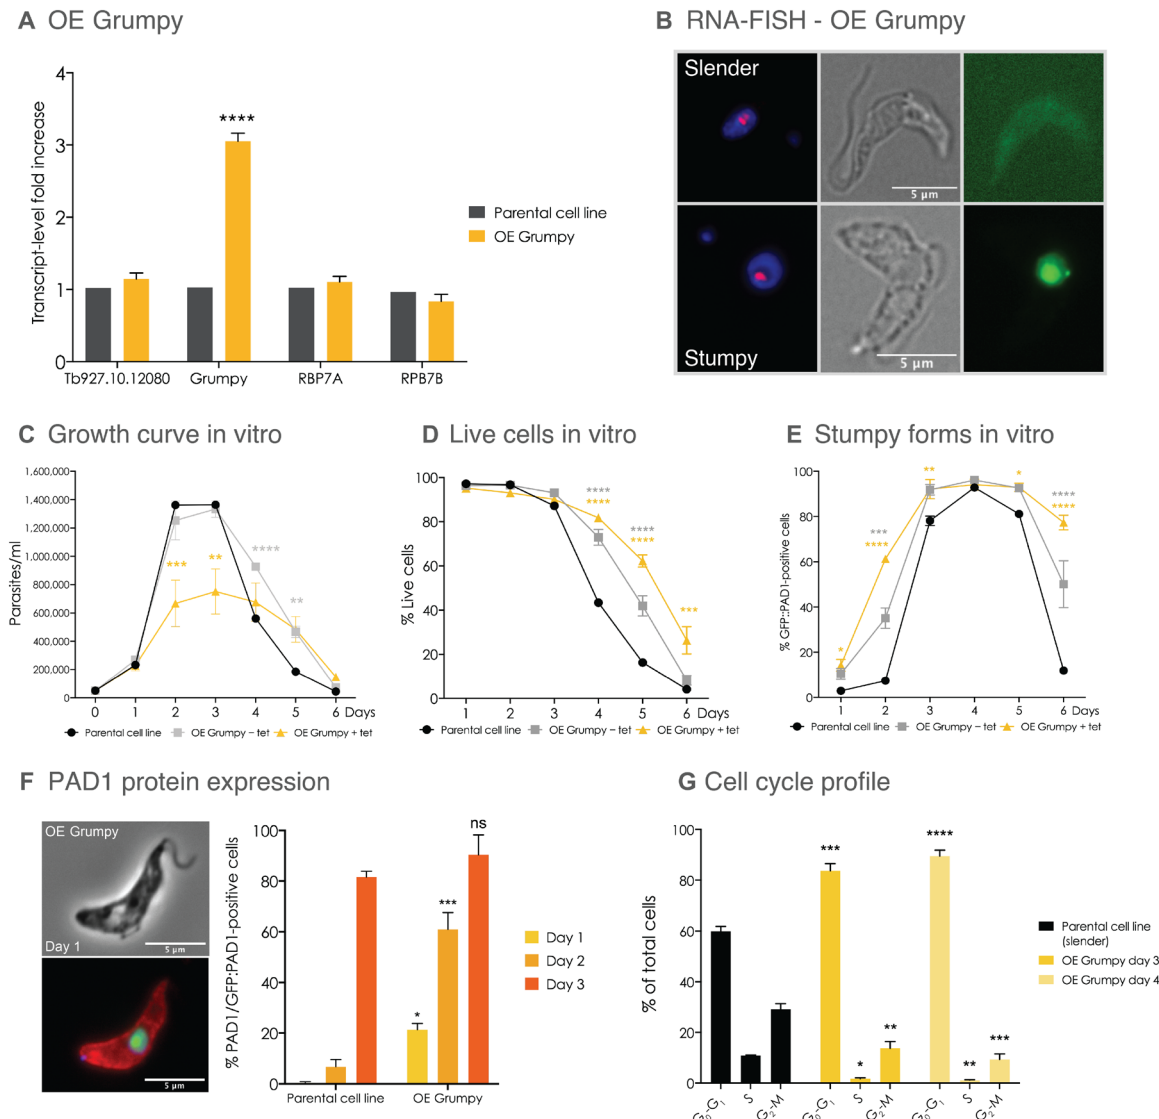 A OE Grumpy
Transcript-level fold increase
4
3
2
1
0
****
Tb927.10.12080
Grumpy
RBP7A
RPB7B
Parental cell line
OE Grumpy
B RNA-FISH - OE Grumpy
Slender
5 µm
Stumpy
5 µm
C Growth curve in vitro
Parasites/ml
1,600,000
1,400,000
1,200,000
1,000,000
800,000
600,000
400,000
200,000
0
***
**
****
**
0 1 2 3 4 5 6 Days
Parental cell line OE Grumpy – tet OE Grumpy + tet
D Live cells in vitro
% Live cells
100
80
60
40
20
0
****
****
****
****
***
1 2 3 4 5 6 Days
Parental cell line OE Grumpy – tet OE Grumpy + tet
E Stumpy forms in vitro
% GFP::PAD1-positive cells
100
80
60
40
20
0
*
***
****
**
*
****
****
1 2 3 4 5 6 Days
Parental cell line OE Grumpy – tet OE Grumpy + tet
F PAD1 protein expression
OE Grumpy
Day 1
5 µm
5 µm
% PAD1/GFP:PAD1-positive cells
100
80
60
40
20
0
*
***
ns
Parental cell line
OE Grumpy
Day 1
Day 2
Day 3
G Cell cycle profile
% of total cells
100
80
60
40
20
0
***
*
**
****
**
***
G0-G1 S G2-M G0-G1 S G2-M G0-G1 S G2-M
Parental cell line
(slender)
OE Grumpy day 3
OE Grumpy day 4